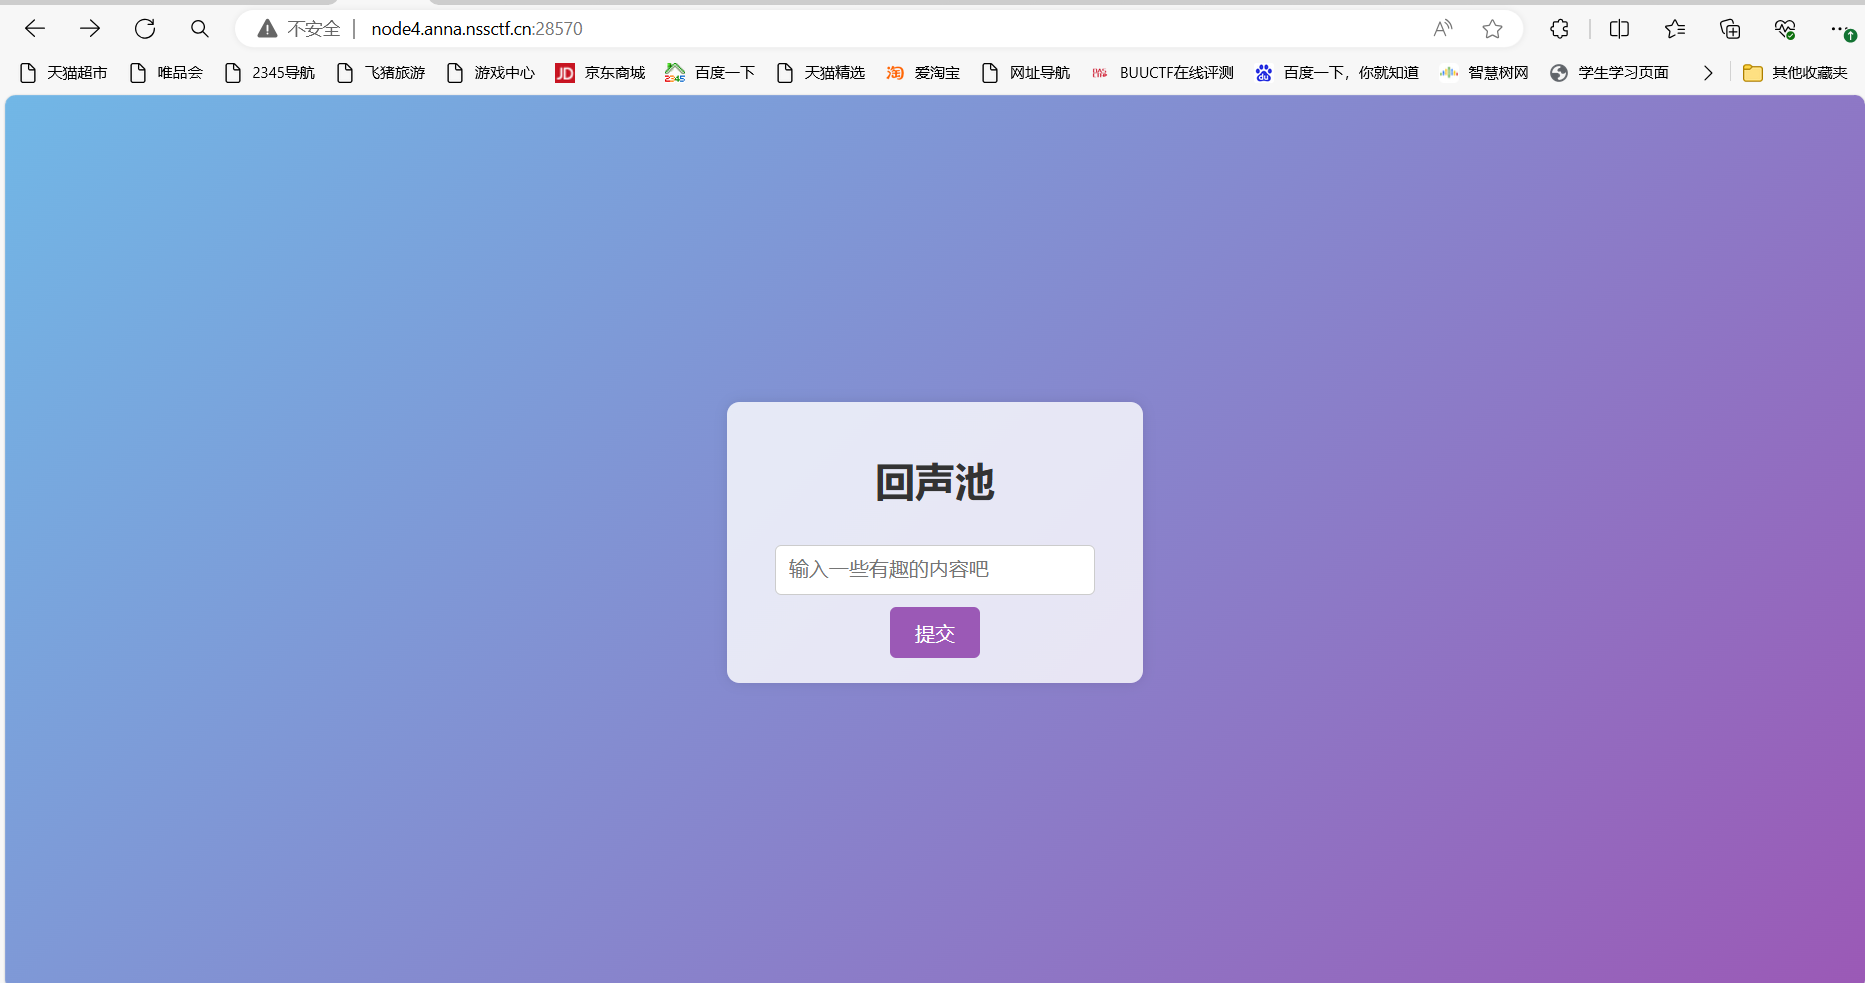 不安全 node4.anna.nssctf.cn:28570
天猫超市 唯品会 2345导航 飞猪旅游 游戏中心 JD 京东商城 2345 百度一下 天猫精选 淘 爱淘宝 网址导航 BUUCTF在线评测 du 百度一下，你就知道 智慧树网 学生学习页面 其他收藏夹
回声池
输入一些有趣的内容吧
提交